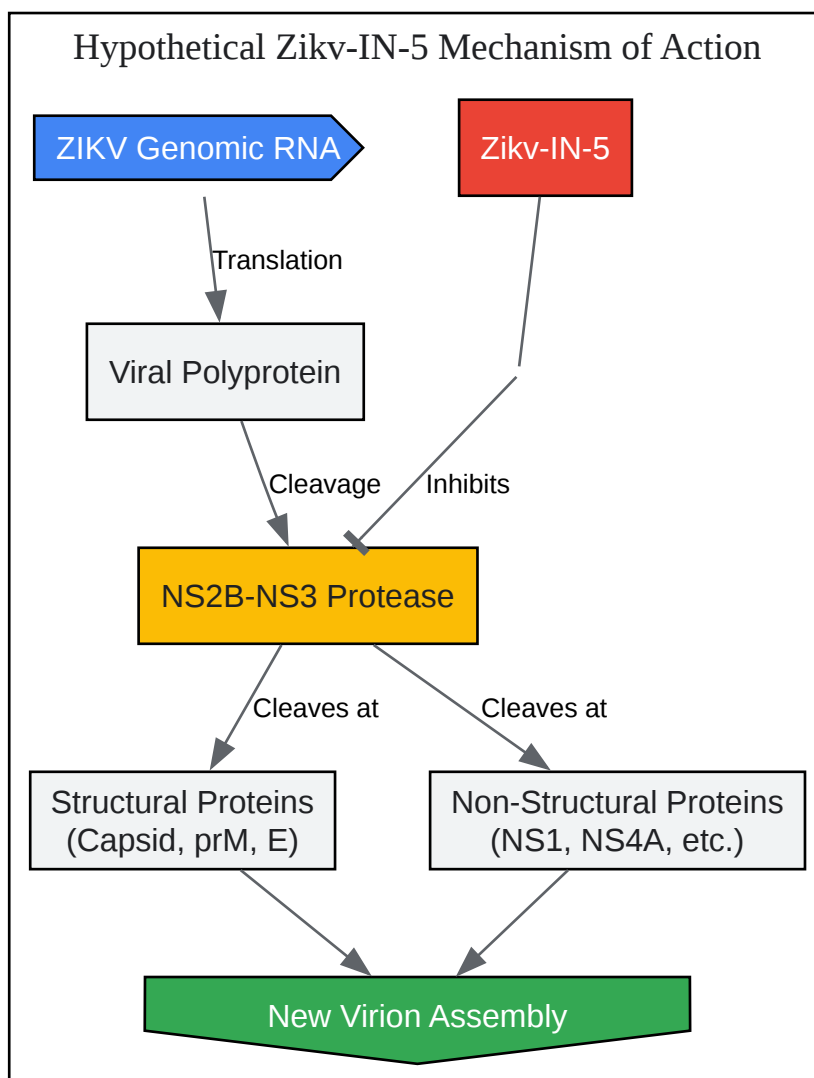 Hypothetical Zikv-IN-5 Mechanism of Action
ZIKV Genomic RNA
Zikv-IN-5
Translation
Viral Polyprotein
Cleavage
Inhibits
NS2B-NS3 Protease
Cleaves at
Cleaves at
Structural Proteins
(Capsid, prM, E)
Non-Structural Proteins
(NS1, NS4A, etc.)
New Virion Assembly